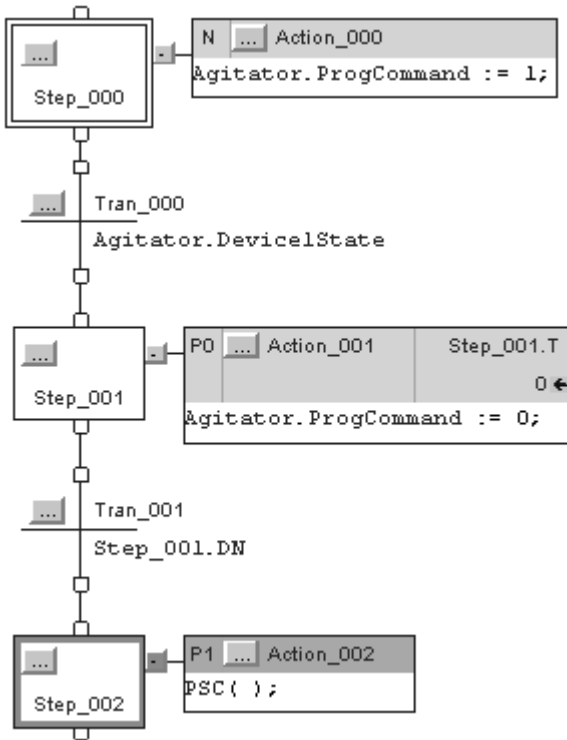 N ... Action_000
Agitator.ProgCommand := 1;
...
Step_000
... Tran_000
Agitator.Device1State
P0 ... Action_001 Step_001.T
0
Agitator.ProgCommand := 0;
...
Step_001
... Tran_001
Step_001.DN
P1 ... Action_002
PSC( );
...
Step_002